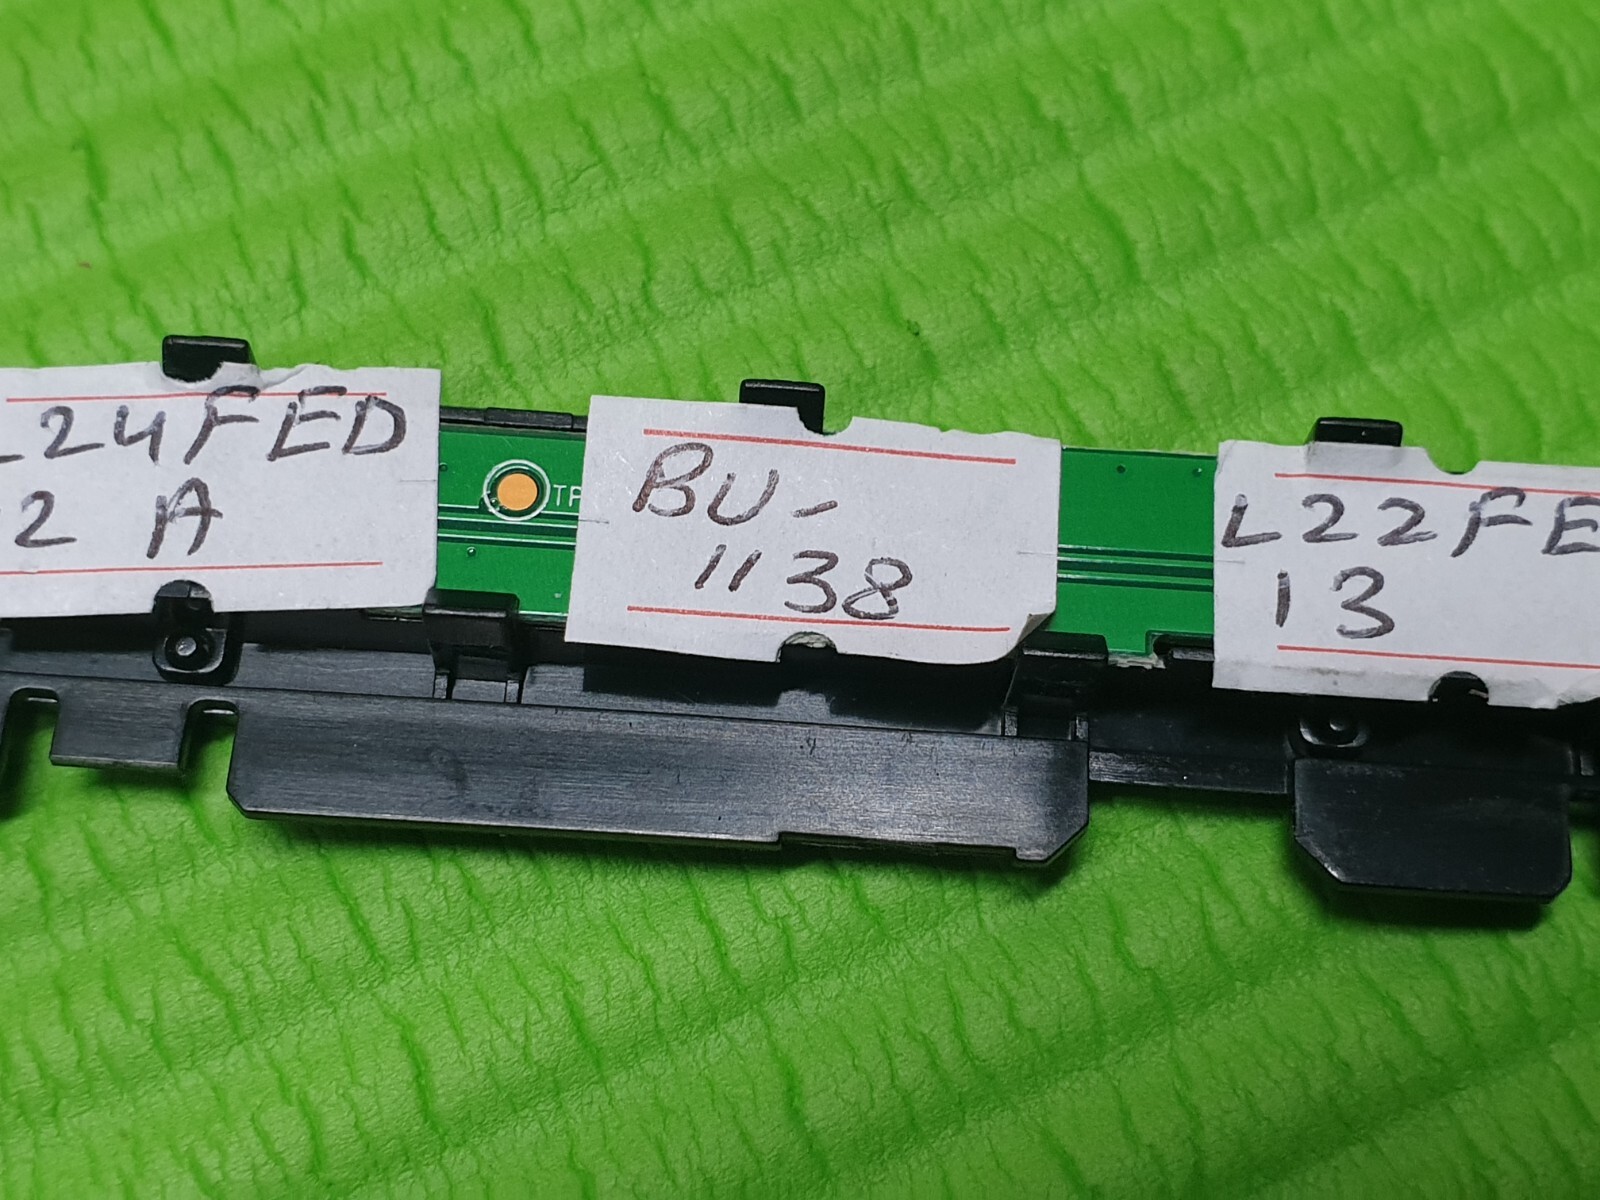 L24FED
2 A
TP
BU-
1138
L22FE
13